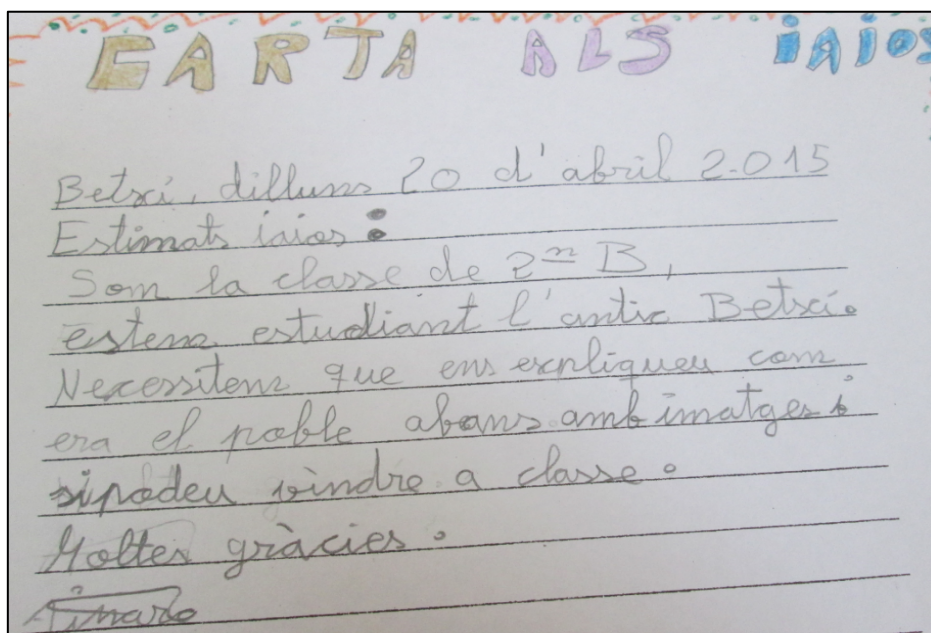 CARTA ALS iAiOS
Betxí, dilluns 20 d'abril 2.015
Estimats iaios:
Som la classe de 2ⁿ B,
estem estudiant l'antic Betxí.
Necessitem que ens expliqueu com
era el poble abans amb imatges i
si podeu vindre a classe.
Moltes gràcies.